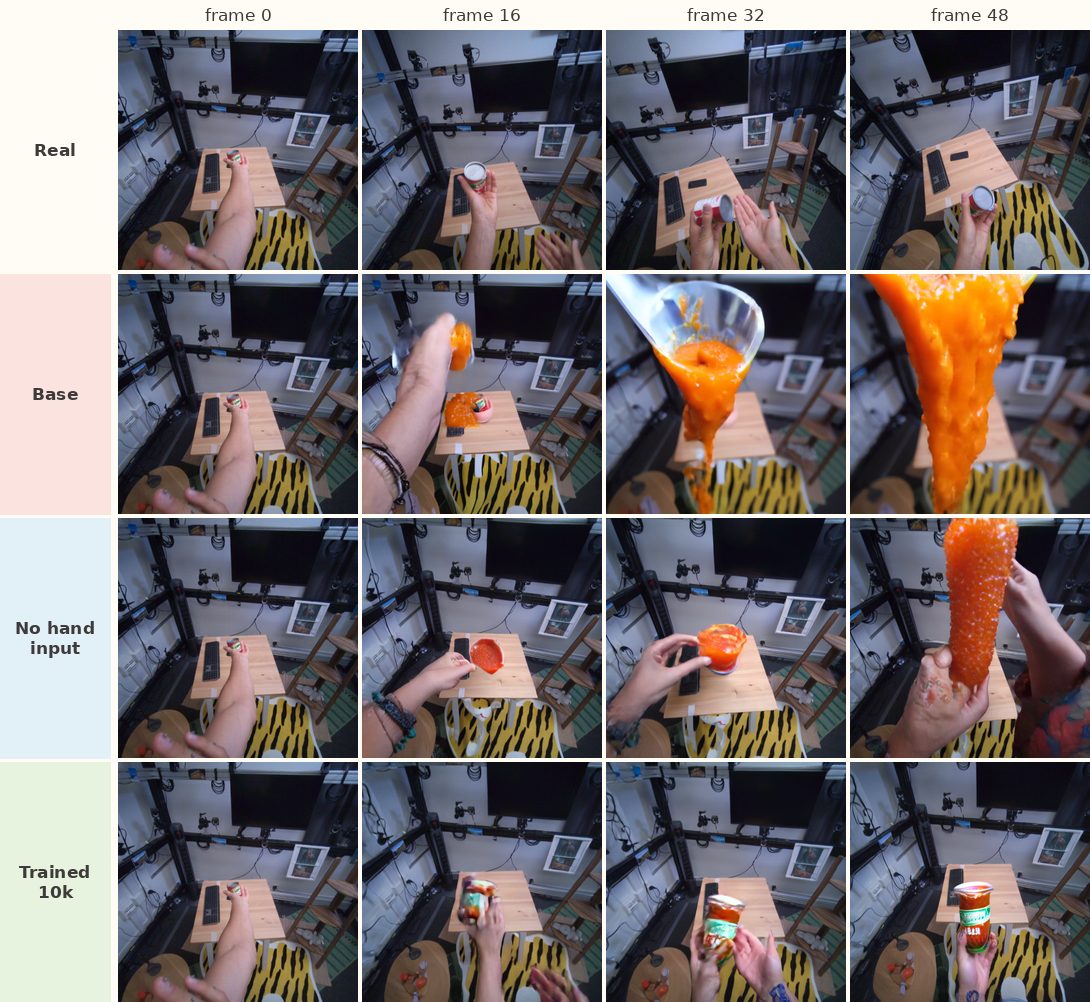 frame 0
frame 16
frame 32
frame 48
Real
Base
No hand
input
Trained
10k